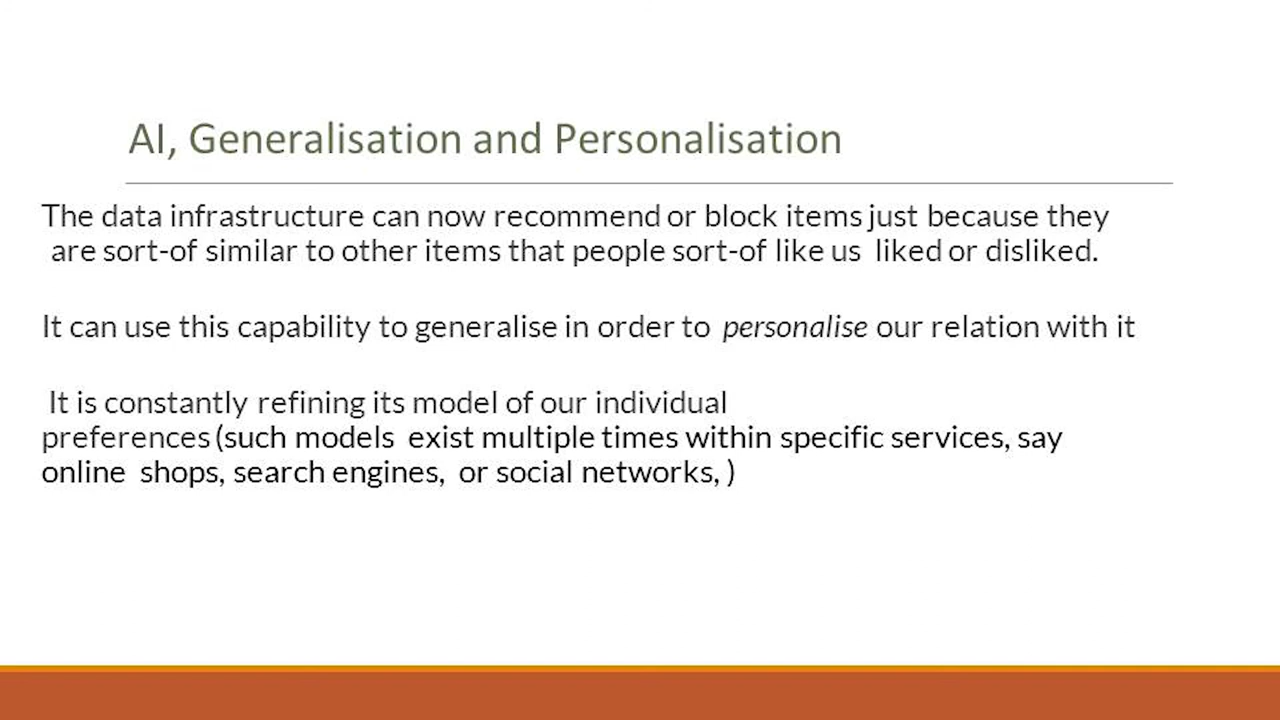 AI, Generalisation and Personalisation
The data infrastructure can now recommend or block items just because they
are sort-of similar to other items that people sort-of like us liked or disliked.
It can use this capability to generalise in order to personalise our relation with it
It is constantly refining its model of our individual
preferences (such models exist multiple times within specific services, say
online shops, search engines, or social networks, )